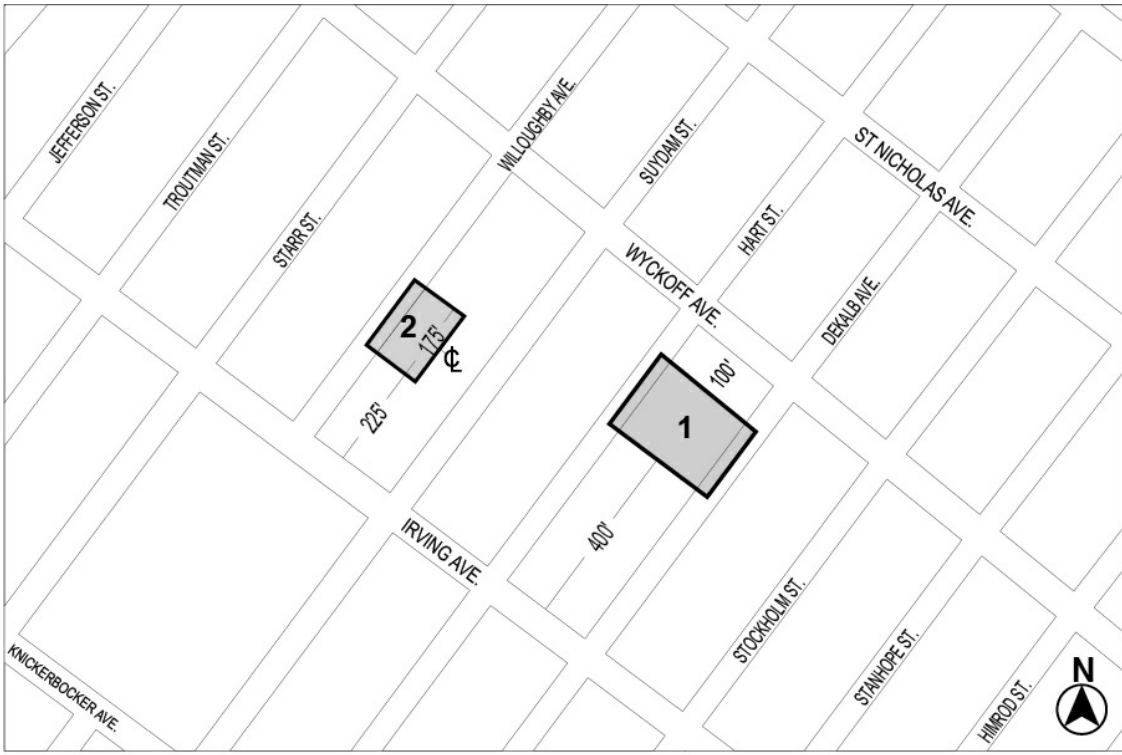 JEFFERSON ST.
TROUTMAN ST.
STARR ST.
WILLOUGHBY AVE.
SUYDAM ST.
HART ST.
ST NICHOLAS AVE.
WYCKOFF AVE.
DEKALB AVE.
2
175'
℄
225'
100'
1
400'
IRVING AVE.
STOCKHOLM ST.
STANHOPE ST.
HIMROD ST.
KNICKERBOCKER AVE.
N